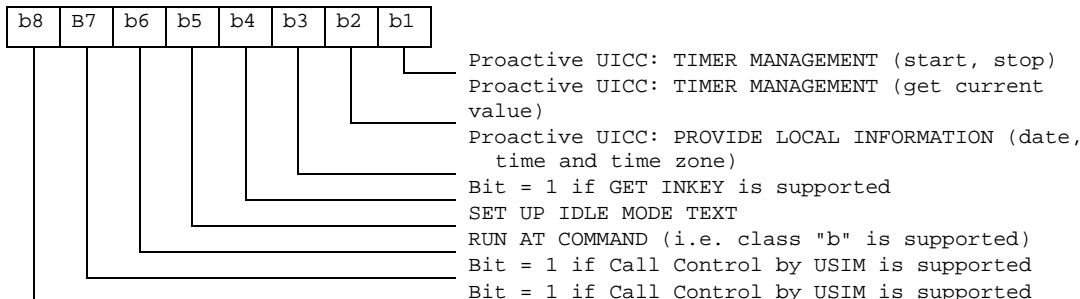 b8 B7 b6 b5 b4 b3 b2 b1
Proactive UICC: TIMER MANAGEMENT (start, stop)
Proactive UICC: TIMER MANAGEMENT (get current
value)
Proactive UICC: PROVIDE LOCAL INFORMATION (date,
time and time zone)
Bit = 1 if GET INKEY is supported
SET UP IDLE MODE TEXT
RUN AT COMMAND (i.e. class "b" is supported)
Bit = 1 if Call Control by USIM is supported
Bit = 1 if Call Control by USIM is supported